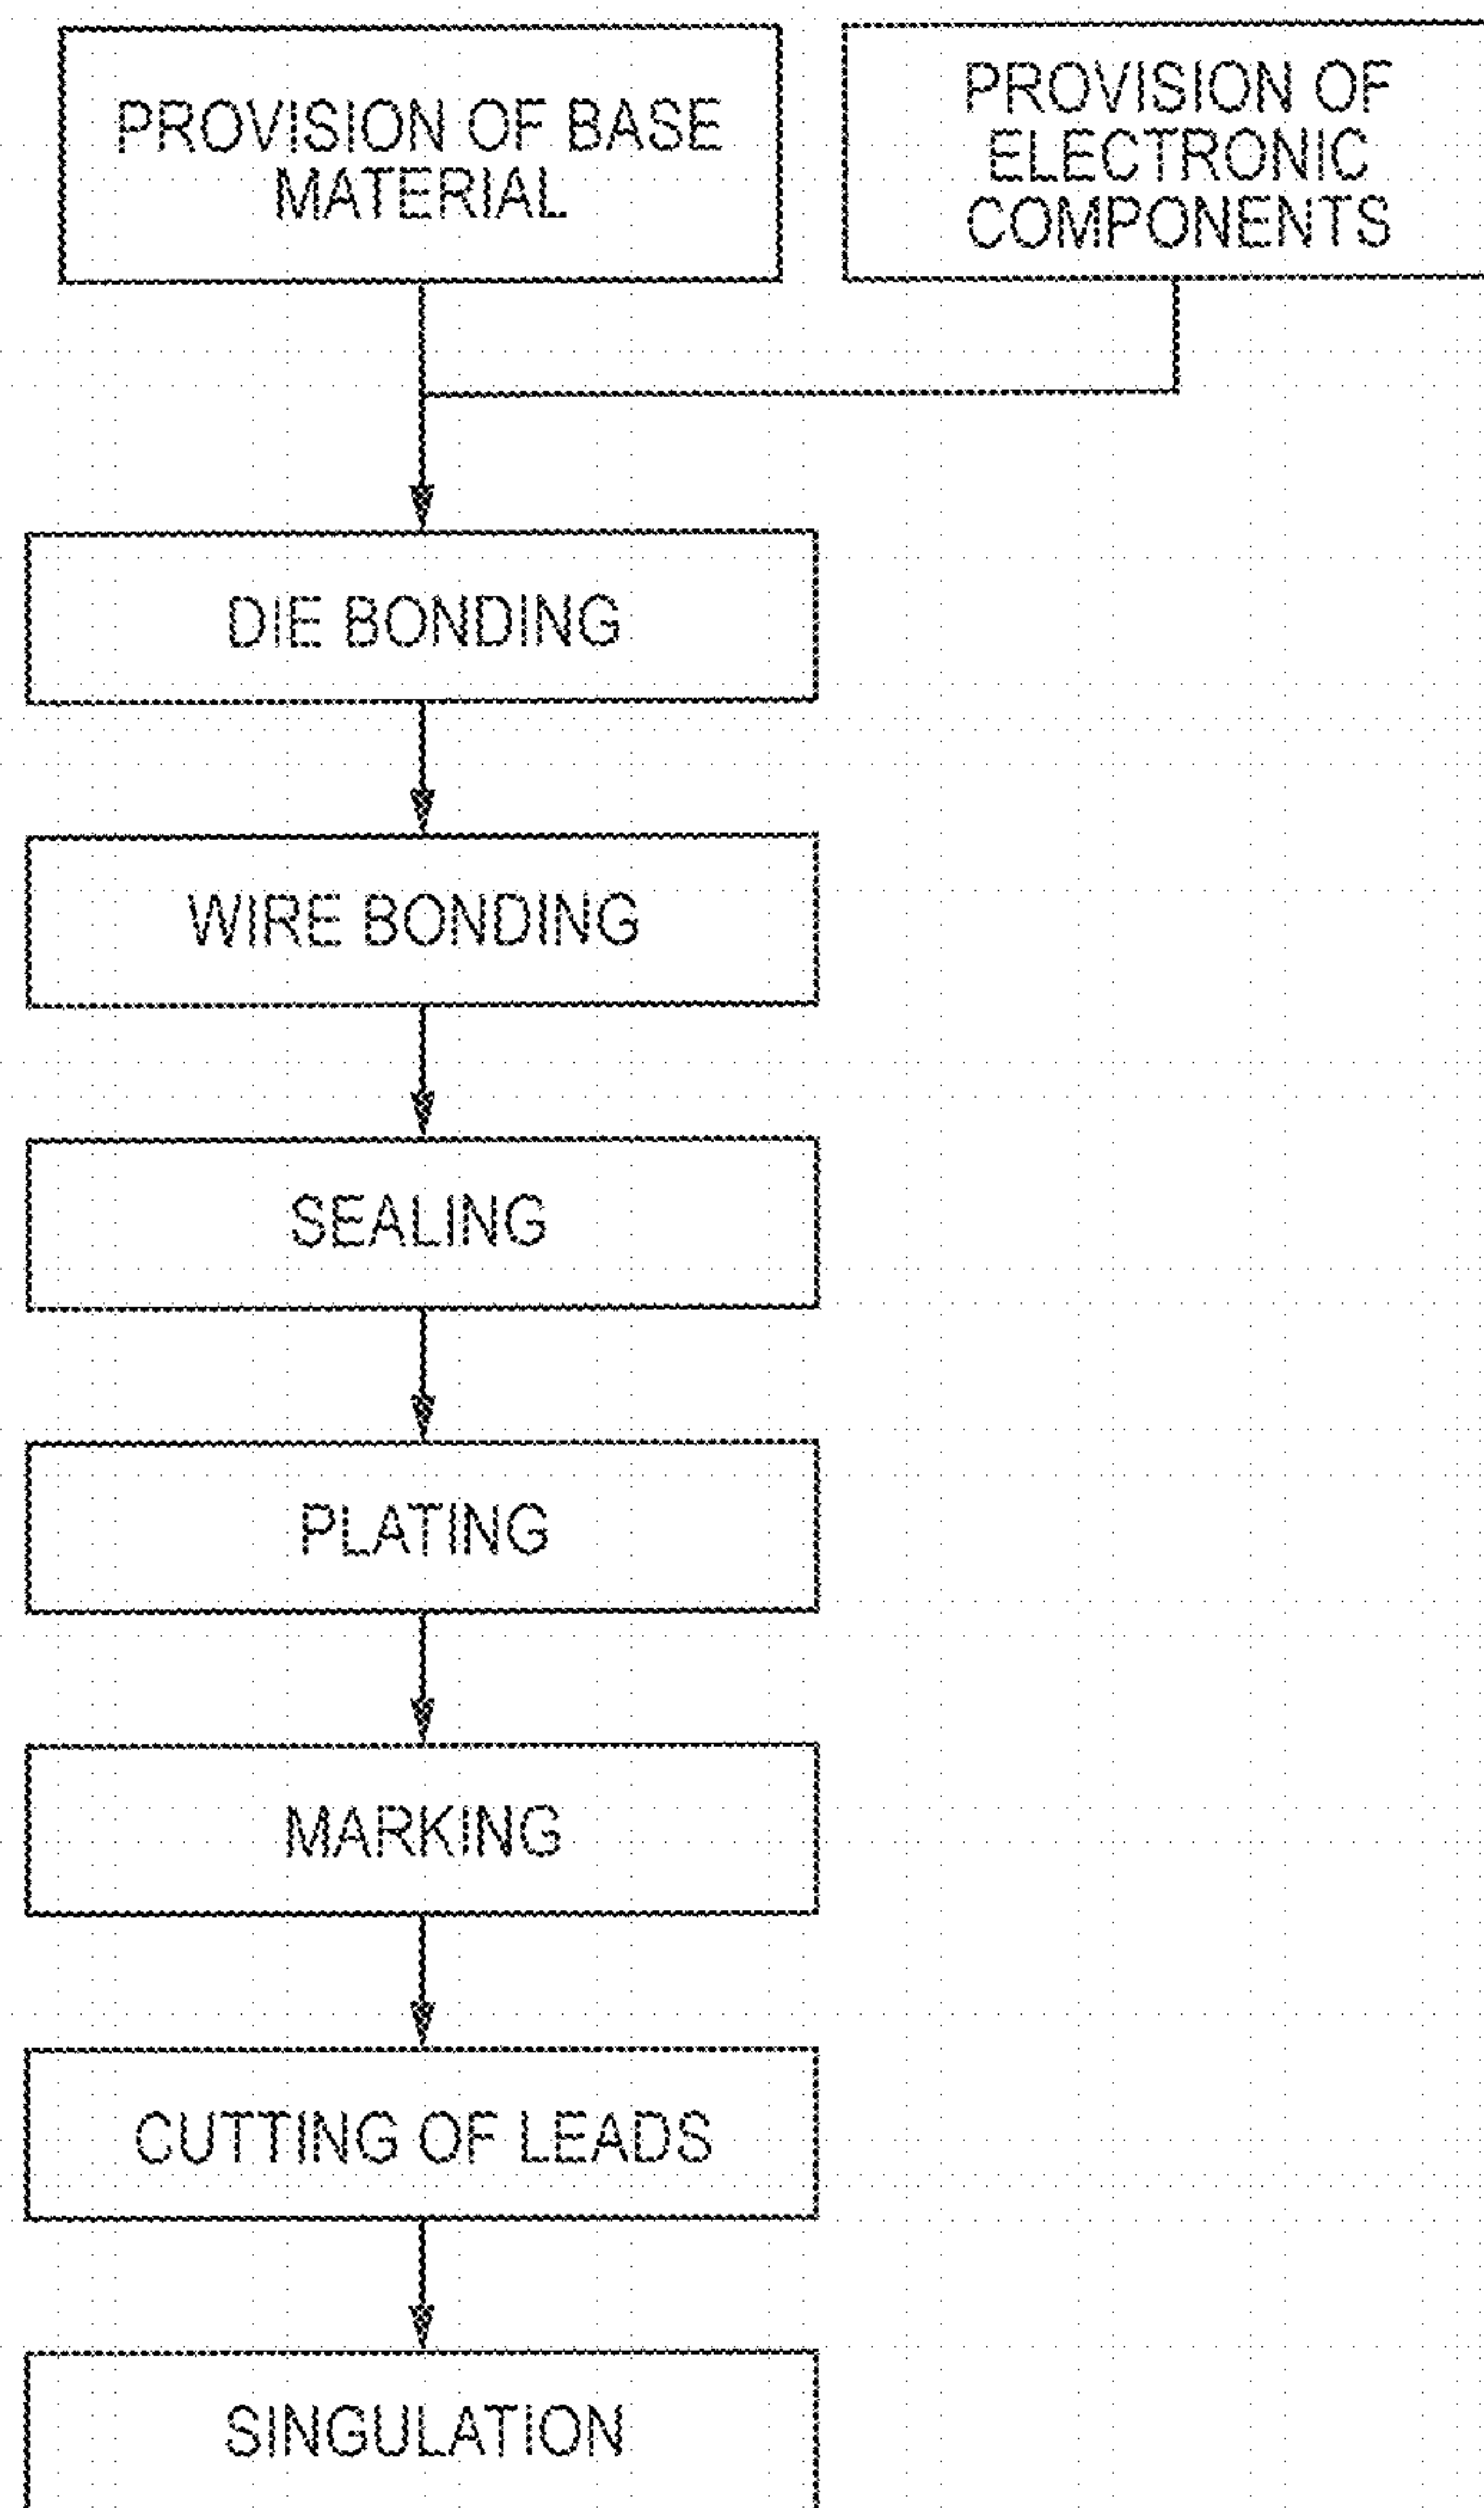 PROVISION OF BASE
MATERIAL
PROVISION OF
ELECTRONIC
COMPONENTS
DIE BONDING
WIRE BONDING
SEALING
PLATING
MARKING
CUTTING OF LEADS
SINGULATION